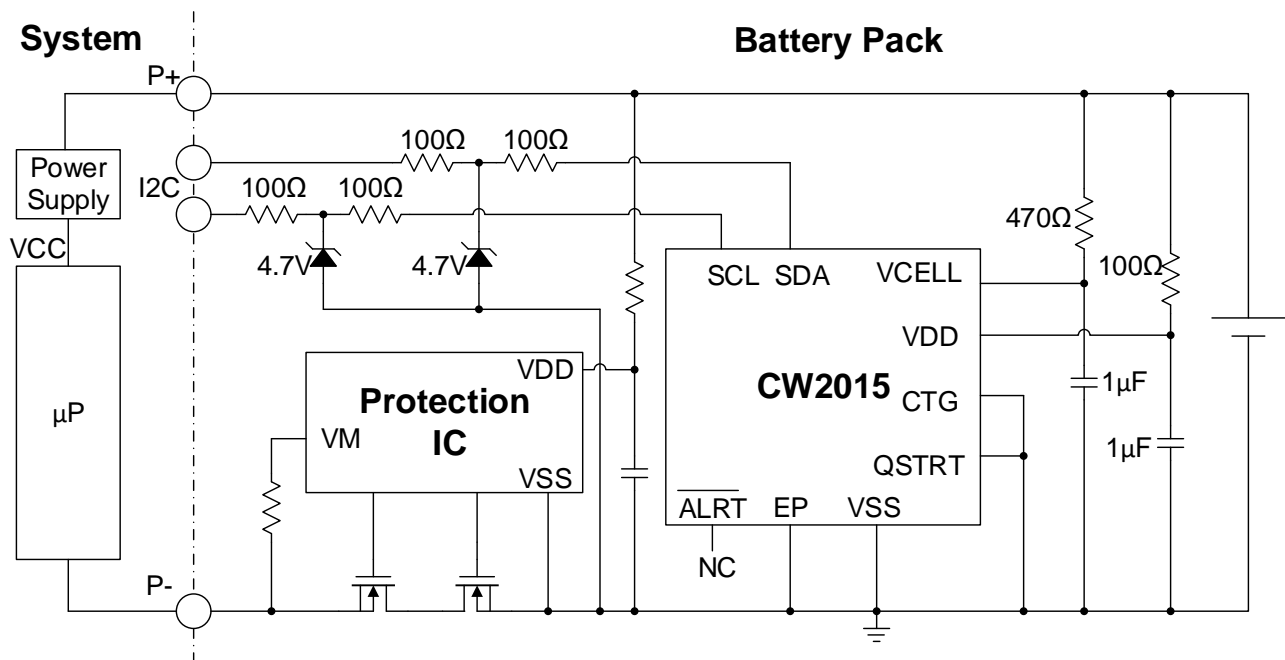 System
Battery Pack
P+
100Ω
100Ω
Power
Supply
I2C
100Ω
100Ω
VCC
470Ω
4.7V
4.7V
100Ω
SCL
SDA
VCELL
VDD
VDD
CW2015
Protection
IC
VM
VSS
µP
CTG
1µF
1µF
QSTRT
ALRT
EP
VSS
NC
P-